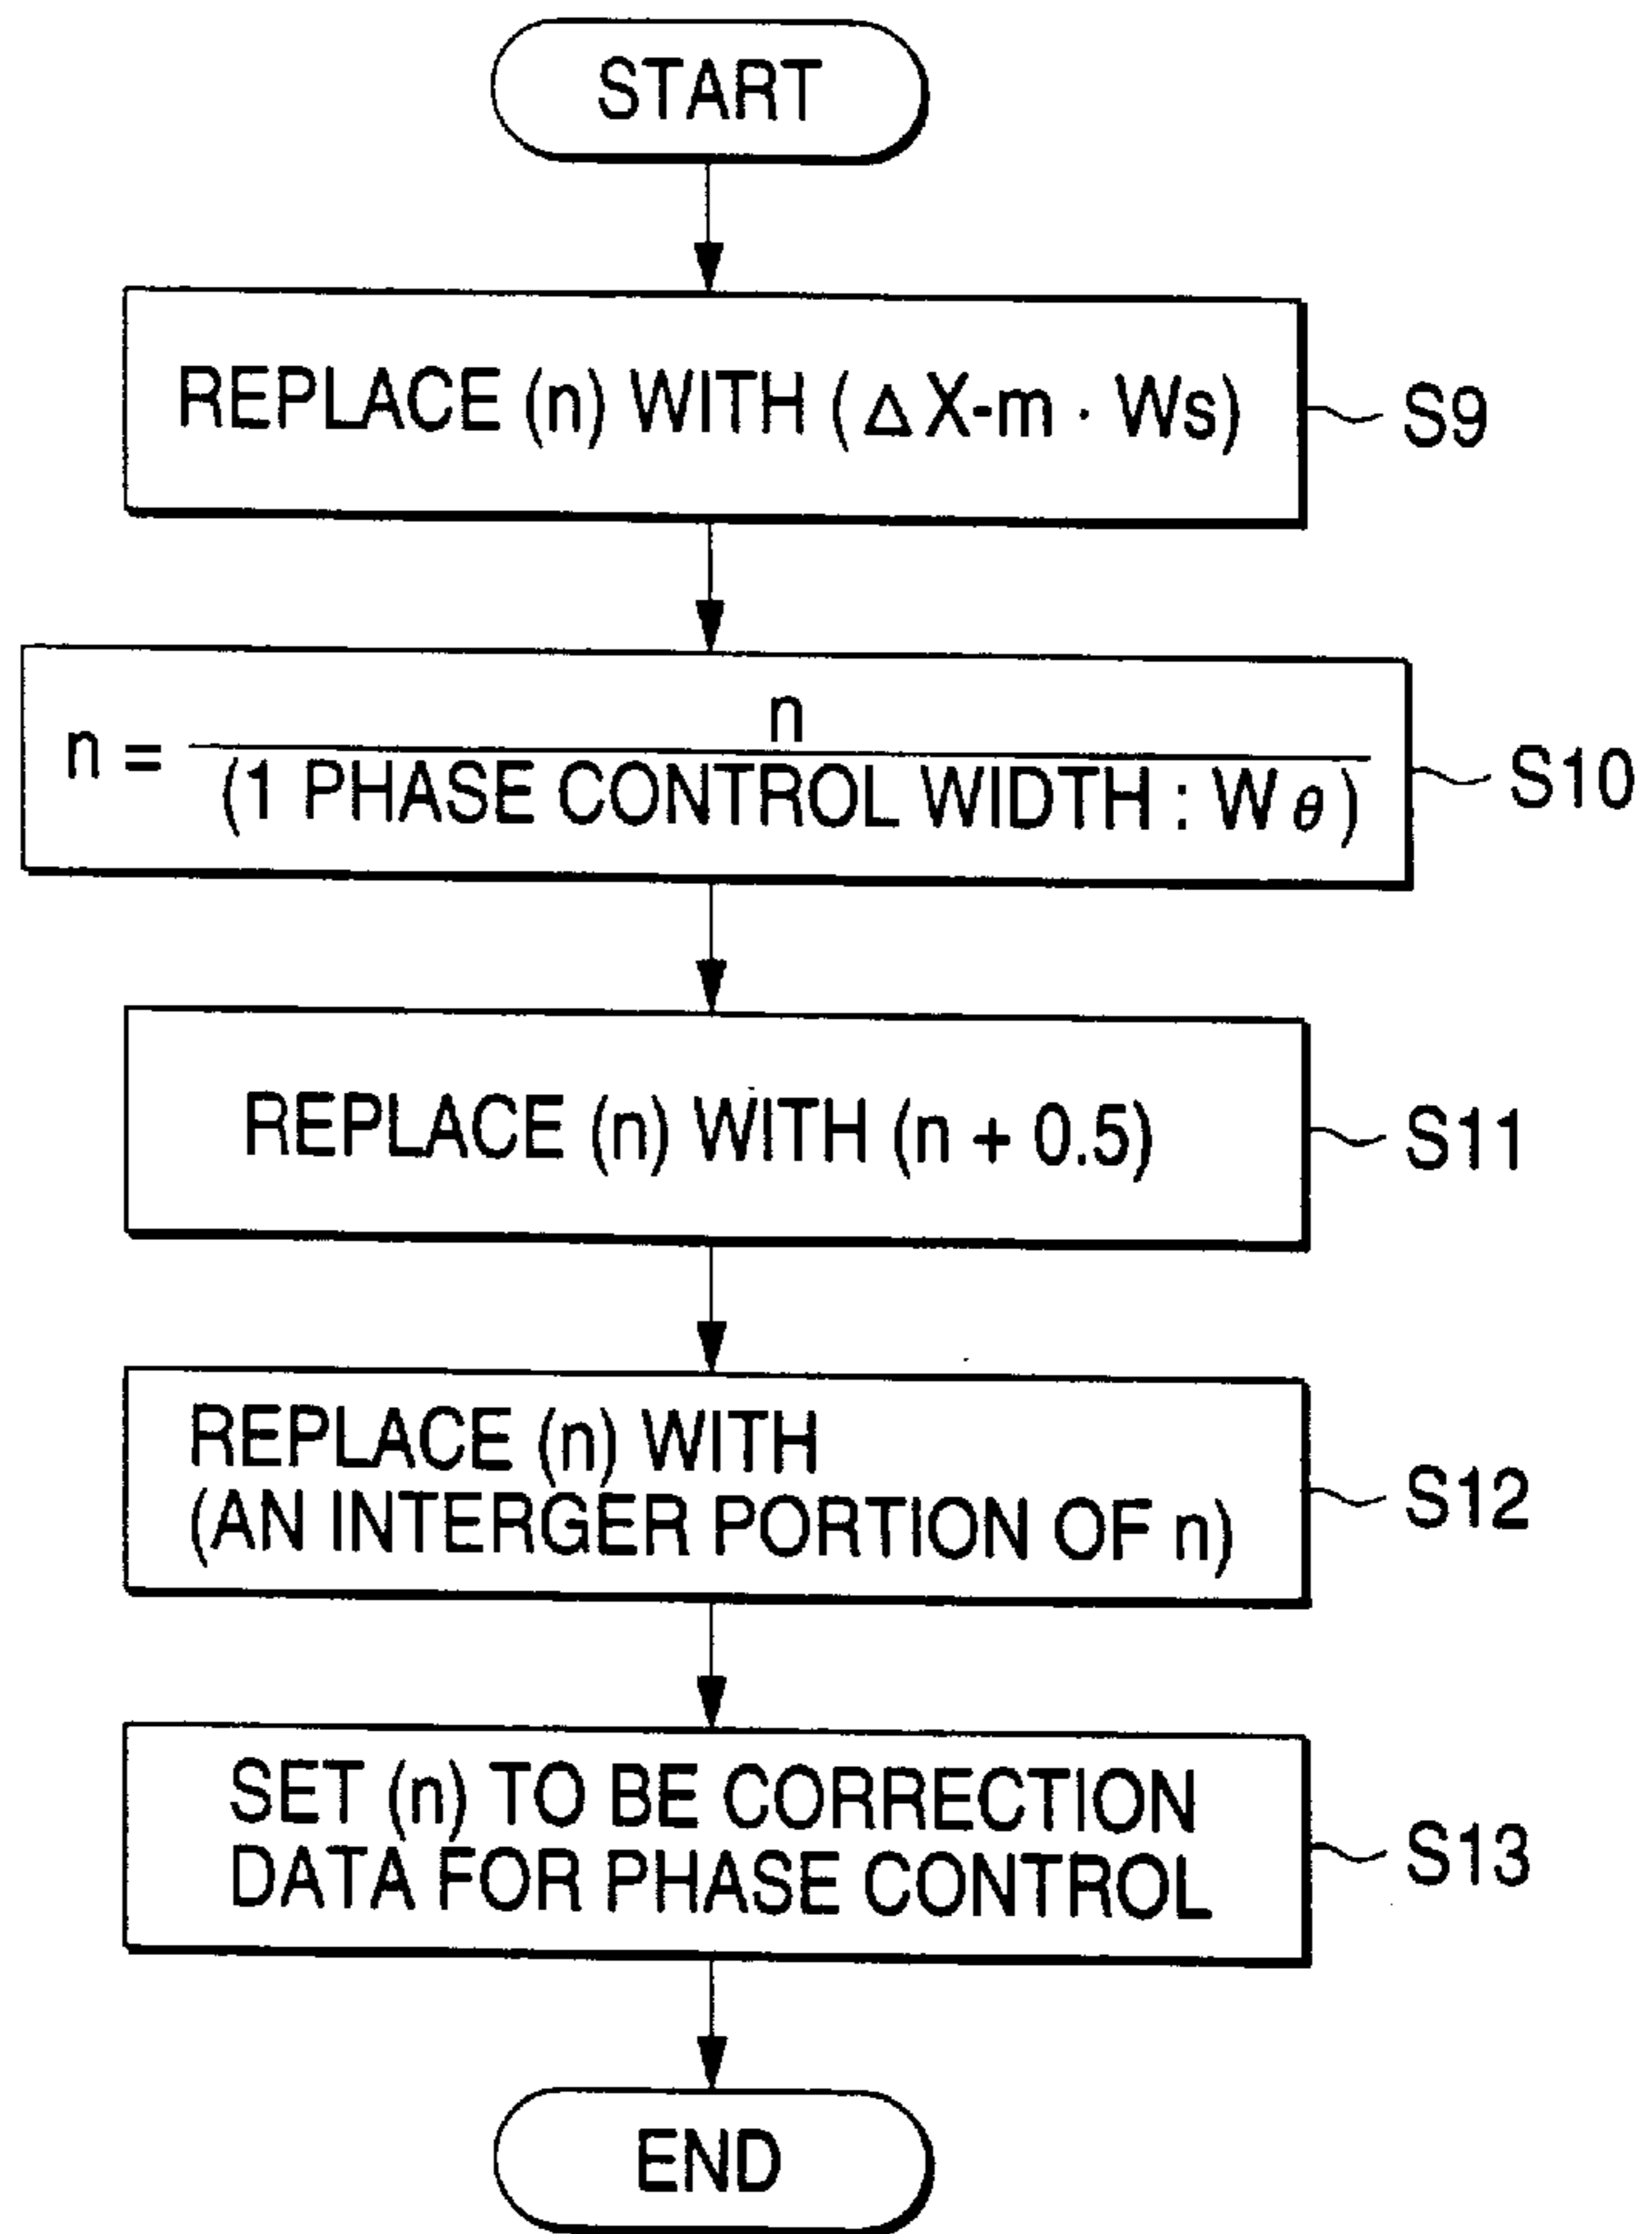 START
REPLACE (n) WITH (ΔX-m · Ws)
S9
n = n / (1 PHASE CONTROL WIDTH : Wθ)
S10
REPLACE (n) WITH (n + 0.5)
S11
REPLACE (n) WITH
(AN INTERGER PORTION OF n)
S12
SET (n) TO BE CORRECTION
DATA FOR PHASE CONTROL
S13
END